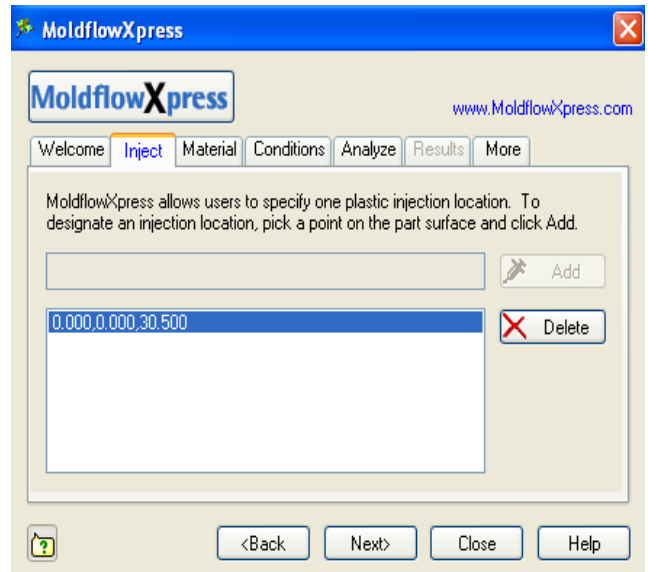 MoldflowXpress
MoldflowXpress
www.MoldflowXpress.com
Welcome Inject Material Conditions Analyze Results More
MoldflowXpress allows users to specify one plastic injection location. To
designate an injection location, pick a point on the part surface and click Add.
Add
0.000,0.000,30.500
Delete
<Back Next> Close Help